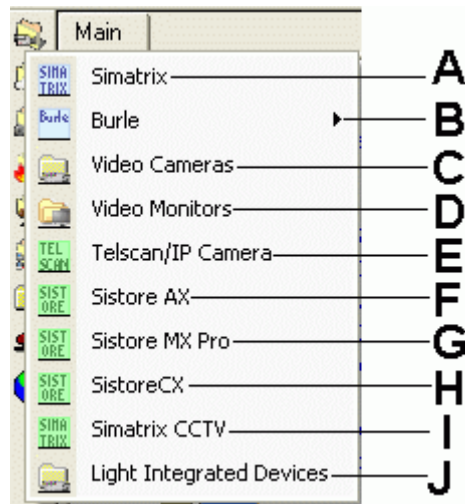 Main
SIMA TRIX Simatrix A
Burle Burle B
Video Cameras C
Video Monitors D
TEL SCAN Telscan/IP Camera E
SIST ORE Sistore AX F
SIST ORE Sistore MX Pro G
SIST ORE SistoreCX H
SIMA TRIX Simatrix CCTV I
Light Integrated Devices J